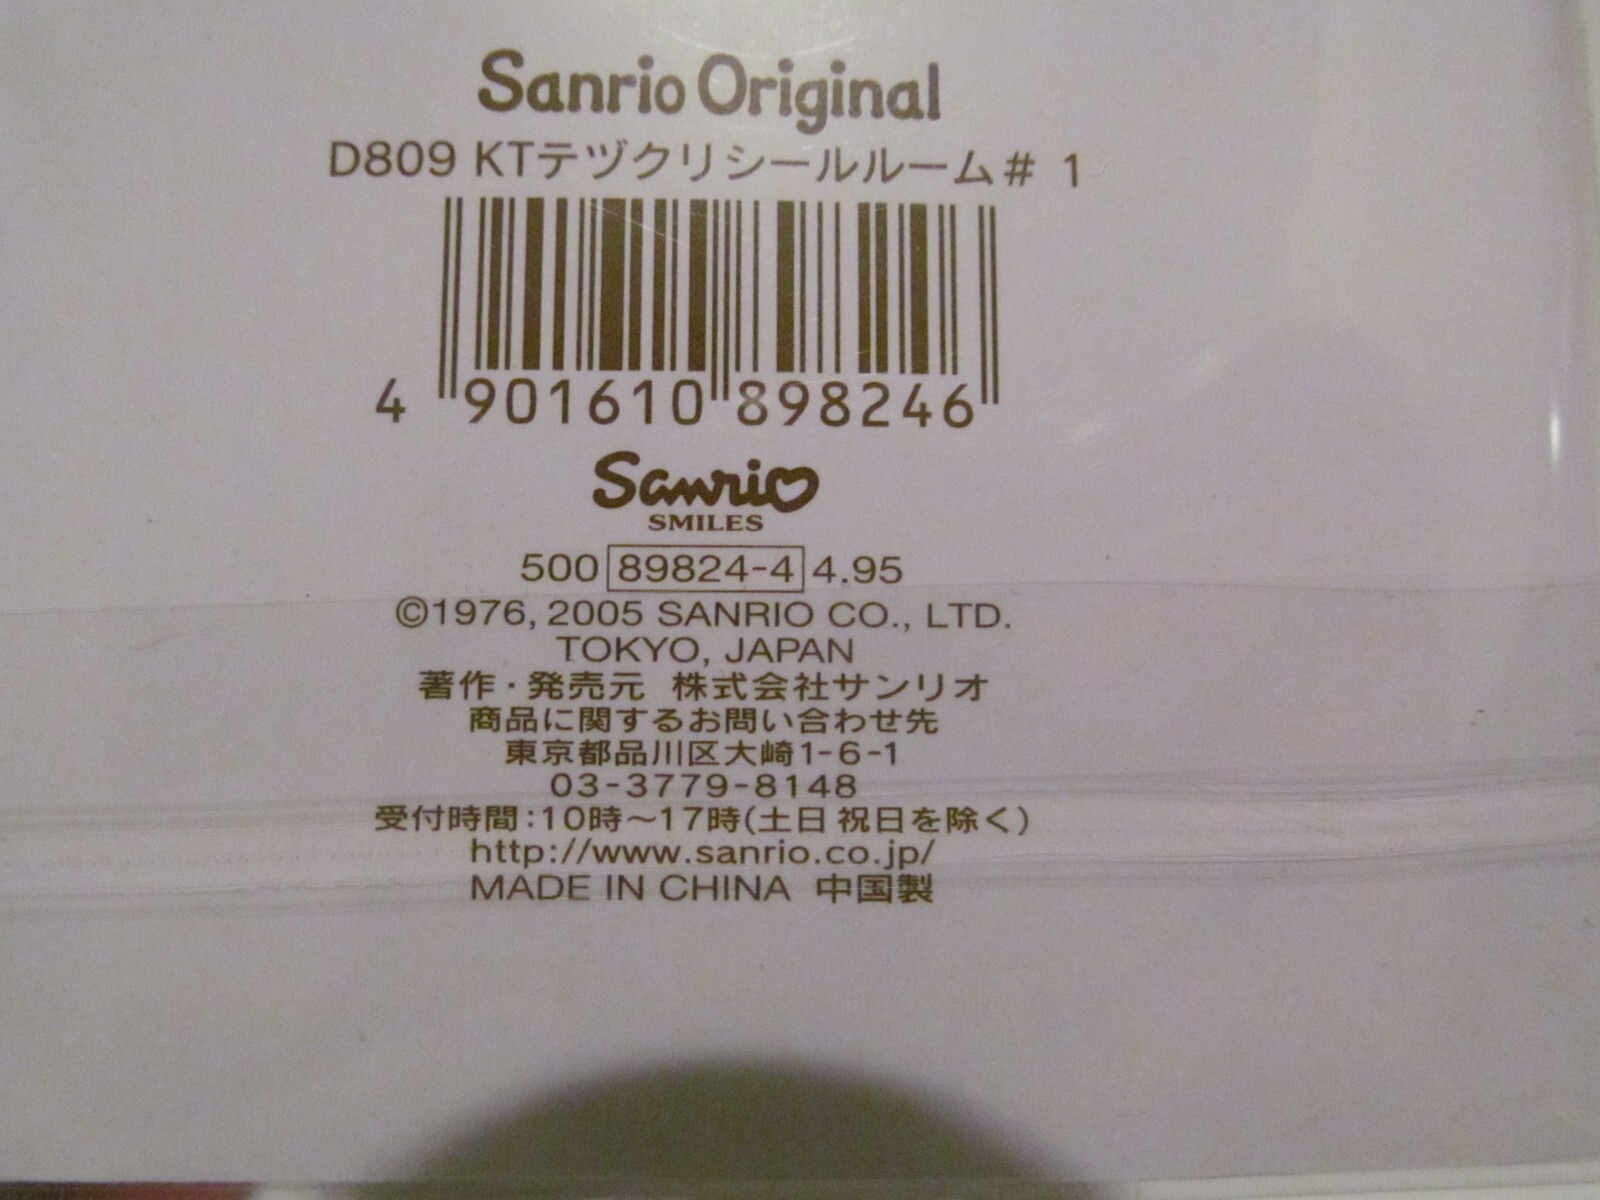 Sanrio Original
D809 KTテヅクリシールルーム# 1
4 901610 898246
Sanrio
SMILES
500 89824-4 4.95
©1976, 2005 SANRIO CO., LTD.
TOKYO, JAPAN
著作・発売元 株式会社サンリオ
商品に関するお問い合わせ先
東京都品川区大崎1-6-1
03-3779-8148
受付時間:10時～17時(土日 祝日を除く)
http://www.sanrio.co.jp/
MADE IN CHINA 中国製